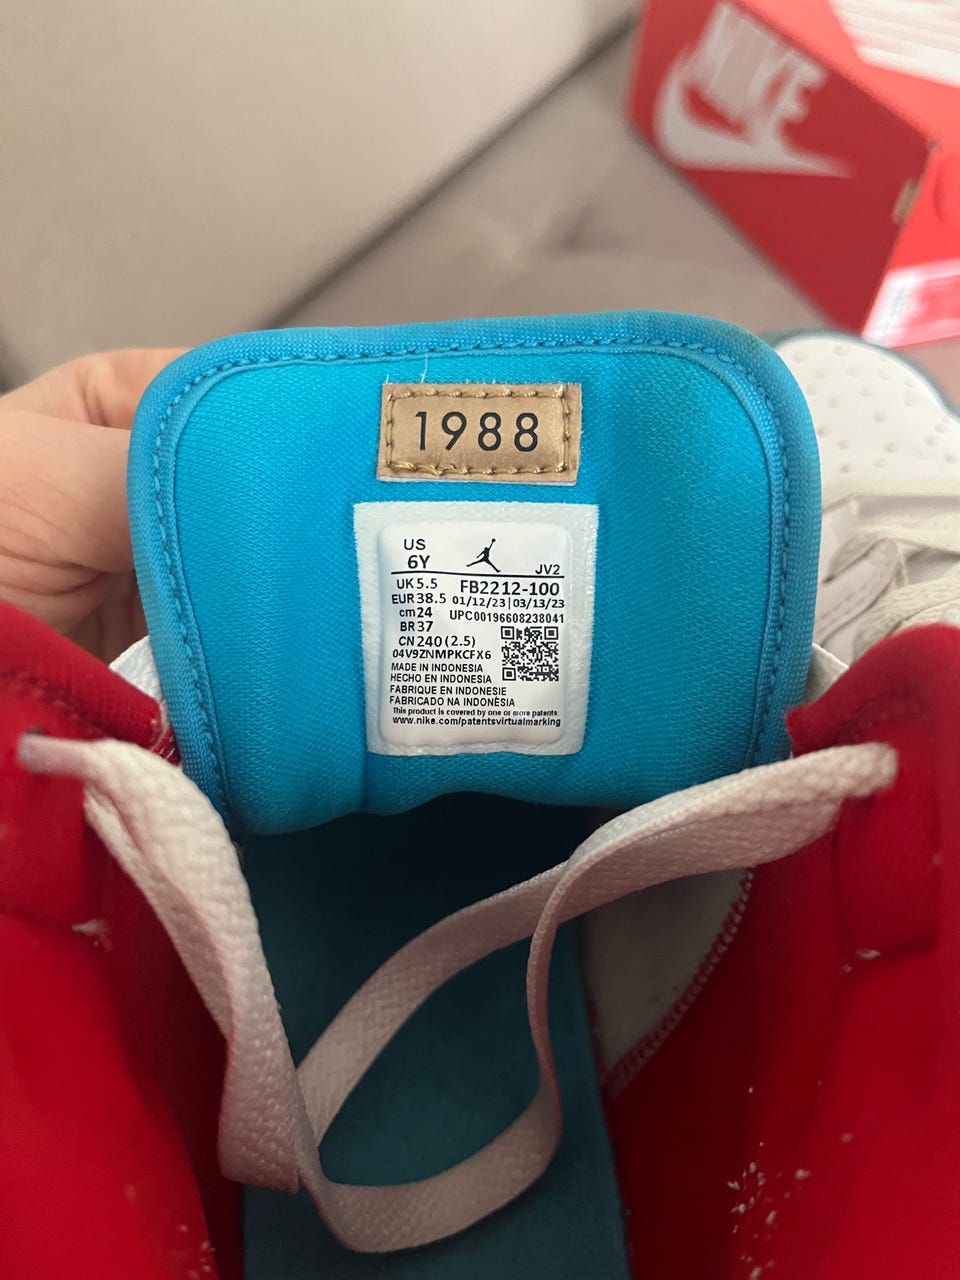 NIKE
1988
US
6Y
JV2
UK 5.5 FB2212-100
EUR 38.5 01/12/23 | 03/13/23
cm 24 UPC00196608238041
BR 37
CN 240 (2.5)
04V9ZNMPKCFX6
MADE IN INDONESIA
HECHO EN INDONESIA
FABRIQUE EN INDONESIE
FABRICADO NA INDONÉSIA
This product is covered by one or more patents
www.nike.com/patentsvirtualmarking